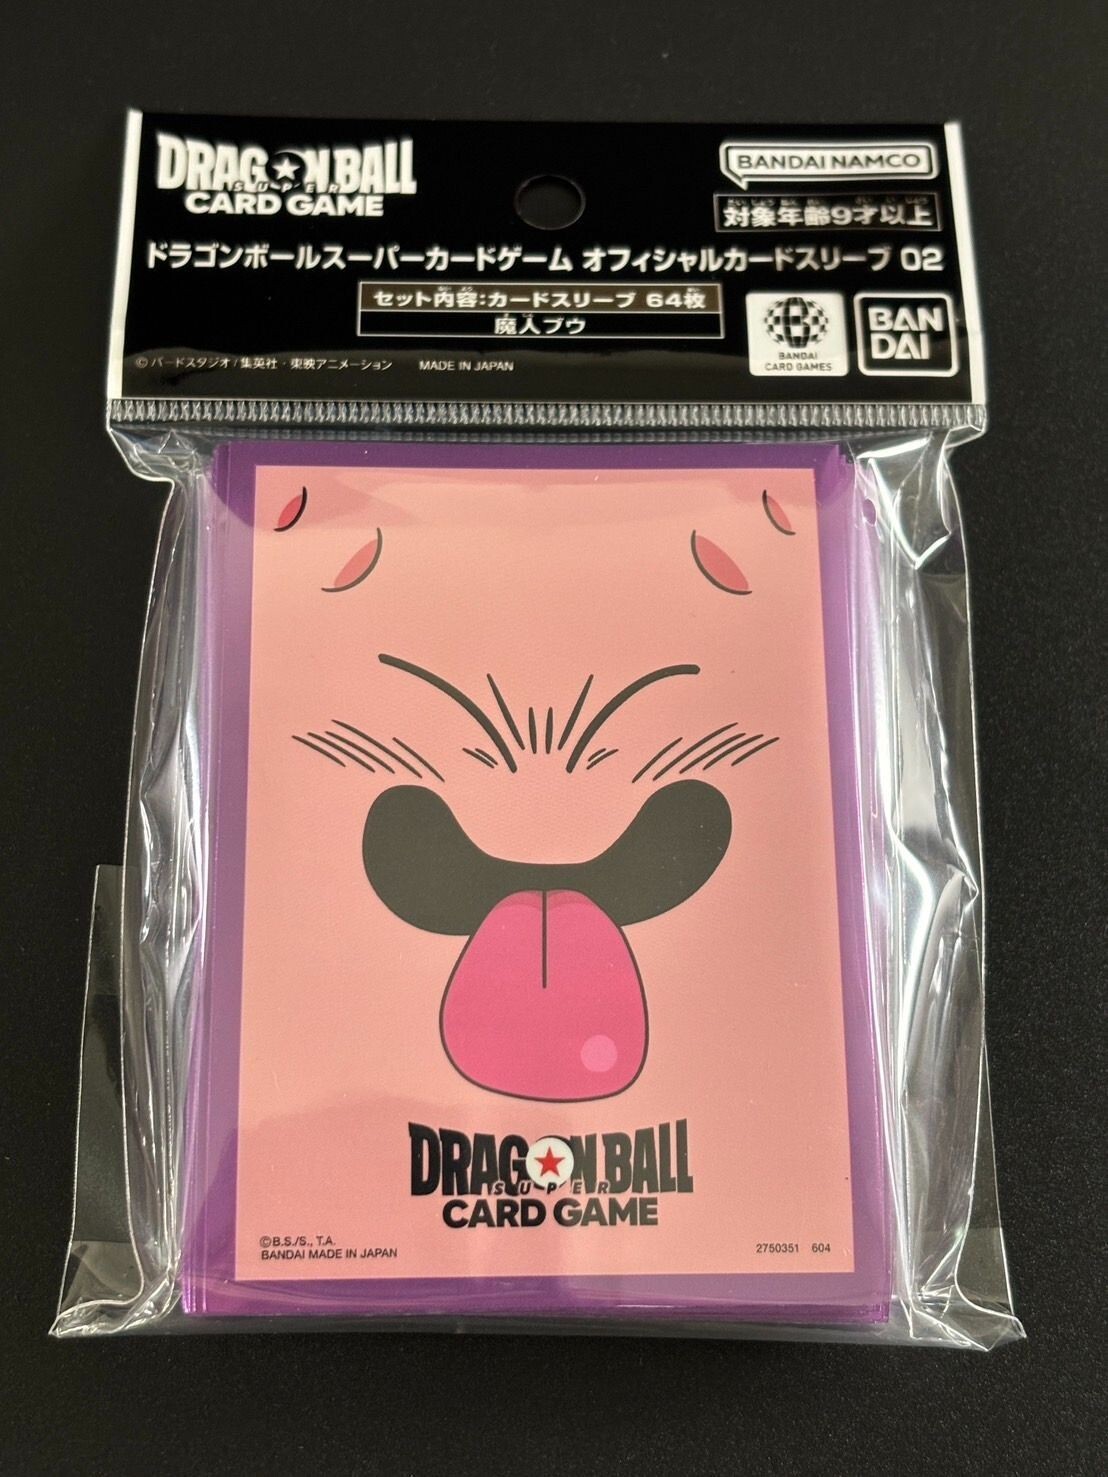 DRAGON BALL
SUPER
CARD GAME
BANDAI NAMCO
対象年齢9才以上
ドラゴンボールスーパーカードゲーム オフィシャルカードスリーブ 02
セット内容:カードスリーブ 64枚
魔人ブウ
BANDAI
CARD GAMES
BAN
DAI
©バードスタジオ/集英社・東映アニメーション MADE IN JAPAN
DRAGON BALL
SUPER
CARD GAME
©B.S./S., T.A.
BANDAI MADE IN JAPAN
2750351 604